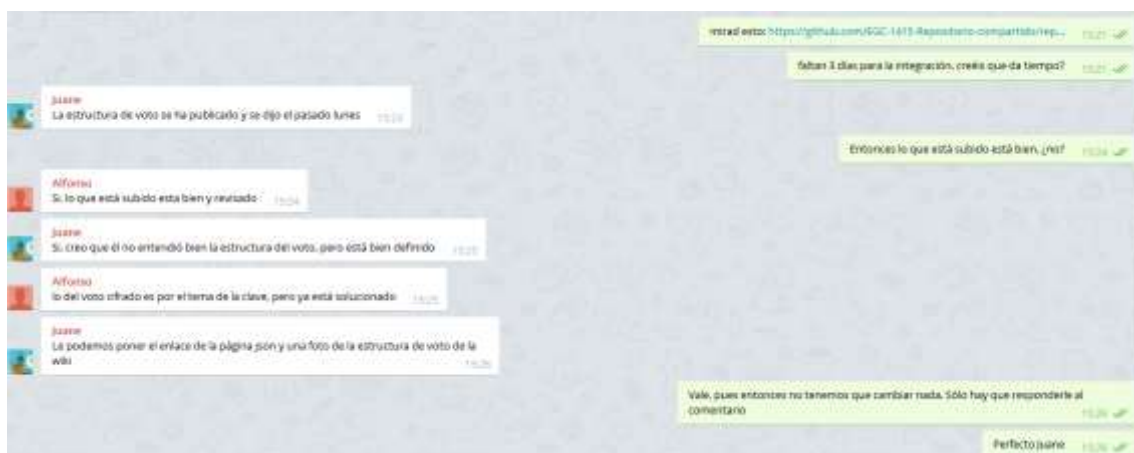 mirad esto: https://github.com/EGC-1415-Repositorio-compartido/rep...
faltan 3 días para la integración, creéis que da tiempo?
Juane
La estructura de voto se ha publicado y se dijo el pasado lunes
Entonces lo que está subido está bien, ¿no?
Alfonso
Si, lo que está subido esta bien y revisado
Juane
Si, creo que él no entendió bien la estructura del voto, pero está bien definido
Alfonso
lo del voto cifrado es por el tema de la clave, pero ya está solucionado
Juane
Le podemos poner el enlace de la página json y una foto de la estructura de voto de la
wiki
Vale, pues entonces no tenemos que cambiar nada. Sólo hay que responderle al
comentario
Perfecto Juane